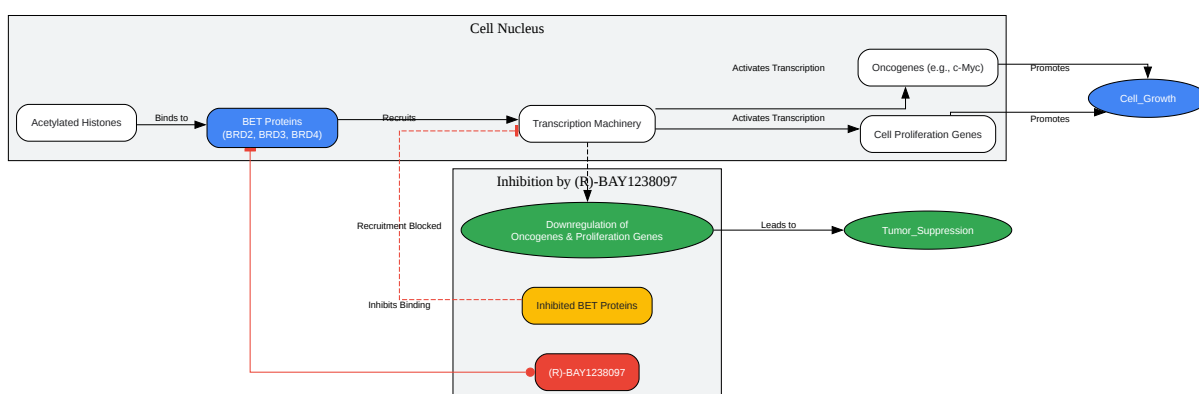 Cell Nucleus
Oncogenes (e.g., c-Myc)
Activates Transcription
Promotes
Cell_Growth
Acetylated Histones
Binds to
BET Proteins
(BRD2, BRD3, BRD4)
Recruits
Transcription Machinery
Activates Transcription
Cell Proliferation Genes
Promotes
Inhibition by (R)-BAY1238097
Recruitment Blocked
Downregulation of
Oncogenes & Proliferation Genes
Leads to
Tumor_Suppression
Inhibits Binding
Inhibited BET Proteins
(R)-BAY1238097